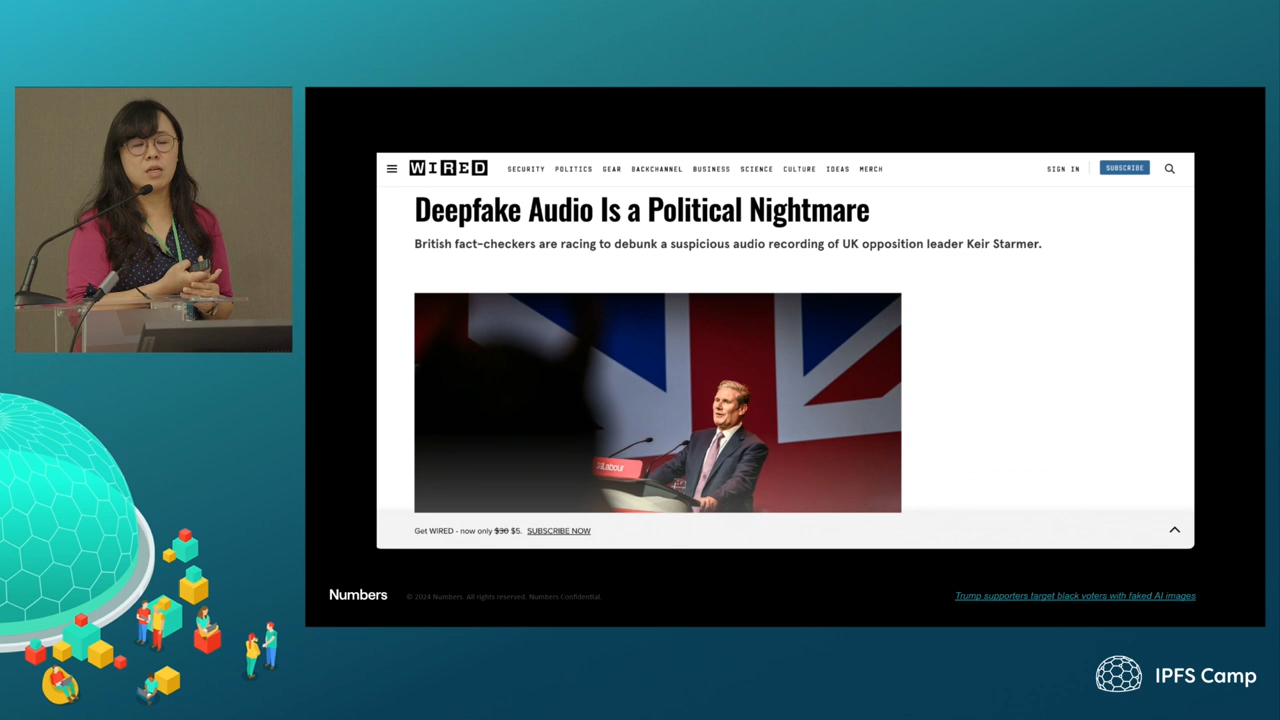 WIRED
SECURITY POLITICS GEAR BACKCHANNEL BUSINESS SCIENCE CULTURE IDEAS MERCH
SIGN IN
SUBSCRIBE
Deepfake Audio Is a Political Nightmare
British fact-checkers are racing to debunk a suspicious audio recording of UK opposition leader Keir Starmer.
Labour
Get WIRED - now only $30 $5. SUBSCRIBE NOW
Numbers
© 2024 Numbers. All rights reserved. Numbers Confidential.
Trump supporters target black voters with faked AI images
IPFS Camp